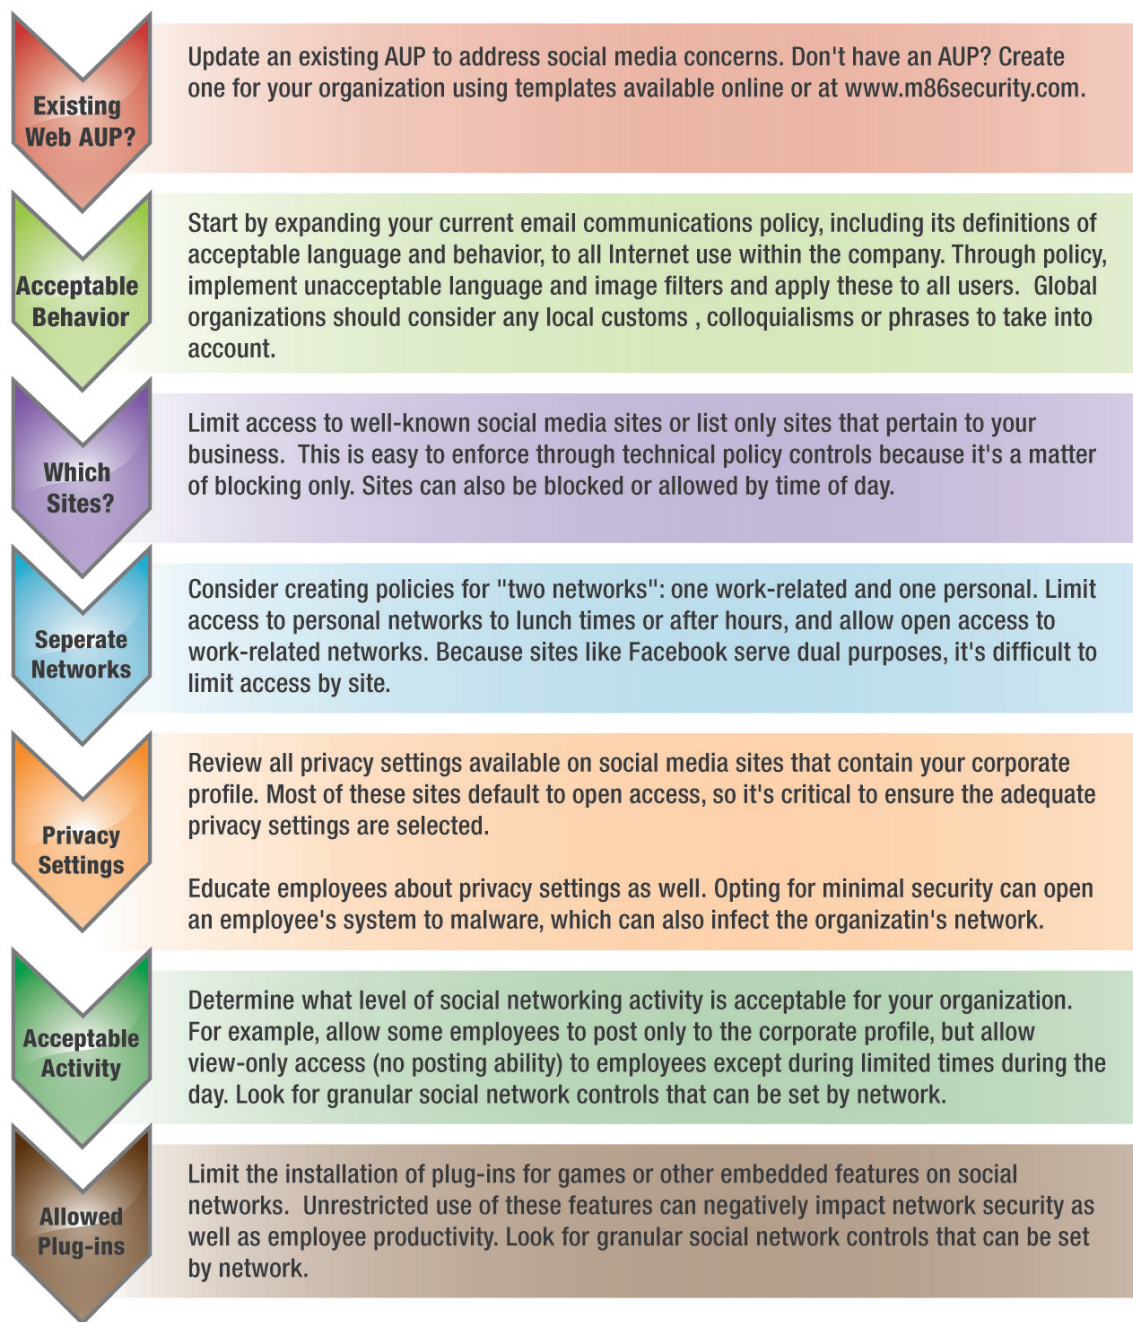 Existing
Web AUP?
Update an existing AUP to address social media concerns. Don't have an AUP? Create
one for your organization using templates available online or at www.m86security.com.
Acceptable
Behavior
Start by expanding your current email communications policy, including its definitions of
acceptable language and behavior, to all Internet use within the company. Through policy,
implement unacceptable language and image filters and apply these to all users.  Global
organizations should consider any local customs , colloquialisms or phrases to take into
account.
Which
Sites?
Limit access to well-known social media sites or list only sites that pertain to your
business.  This is easy to enforce through technical policy controls because it's a matter
of blocking only. Sites can also be blocked or allowed by time of day.
Seperate
Networks
Consider creating policies for "two networks": one work-related and one personal. Limit
access to personal networks to lunch times or after hours, and allow open access to
work-related networks. Because sites like Facebook serve dual purposes, it's difficult to
limit access by site.
Privacy
Settings
Review all privacy settings available on social media sites that contain your corporate
profile. Most of these sites default to open access, so it's critical to ensure the adequate
privacy settings are selected.
Educate employees about privacy settings as well. Opting for minimal security can open
an employee's system to malware, which can also infect the organizatin's network.
Acceptable
Activity
Determine what level of social networking activity is acceptable for your organization.
For example, allow some employees to post only to the corporate profile, but allow
view-only access (no posting ability) to employees except during limited times during the
day. Look for granular social network controls that can be set by network.
Allowed
Plug-ins
Limit the installation of plug-ins for games or other embedded features on social
networks.  Unrestricted use of these features can negatively impact network security as
well as employee productivity. Look for granular social network controls that can be set
by network.